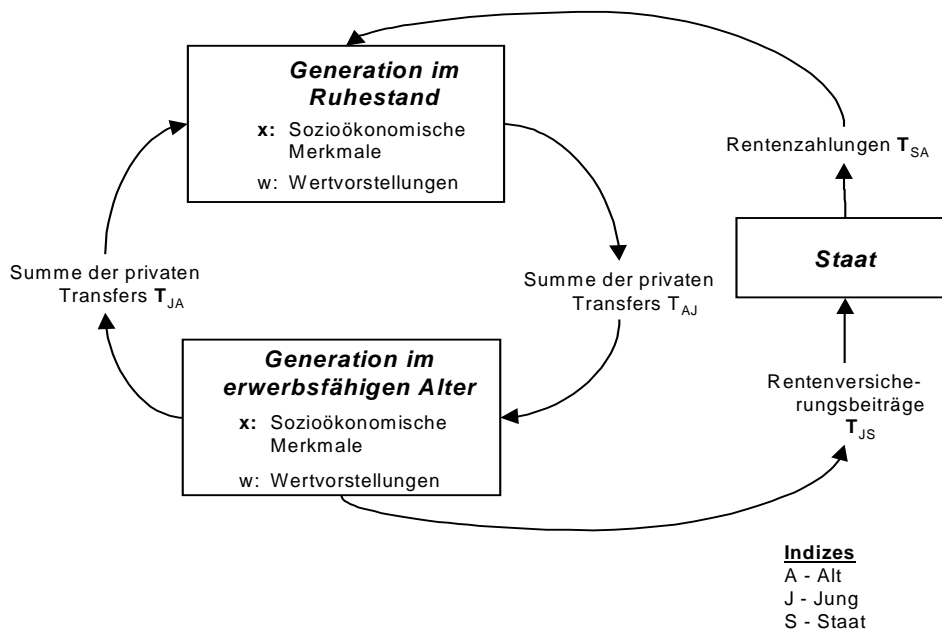 Generation im
Ruhestand
x: Sozioökonomische
Merkmale
w: Wertvorstellungen
Rentenzahlungen T_SA
Staat
Summe der privaten
Transfers T_JA
Summe der privaten
Transfers T_AJ
Generation im
erwerbsfähigen Alter
x: Sozioökonomische
Merkmale
w: Wertvorstellungen
Rentenversiche-
rungsbeiträge
T_JS
Indizes
A - Alt
J - Jung
S - Staat